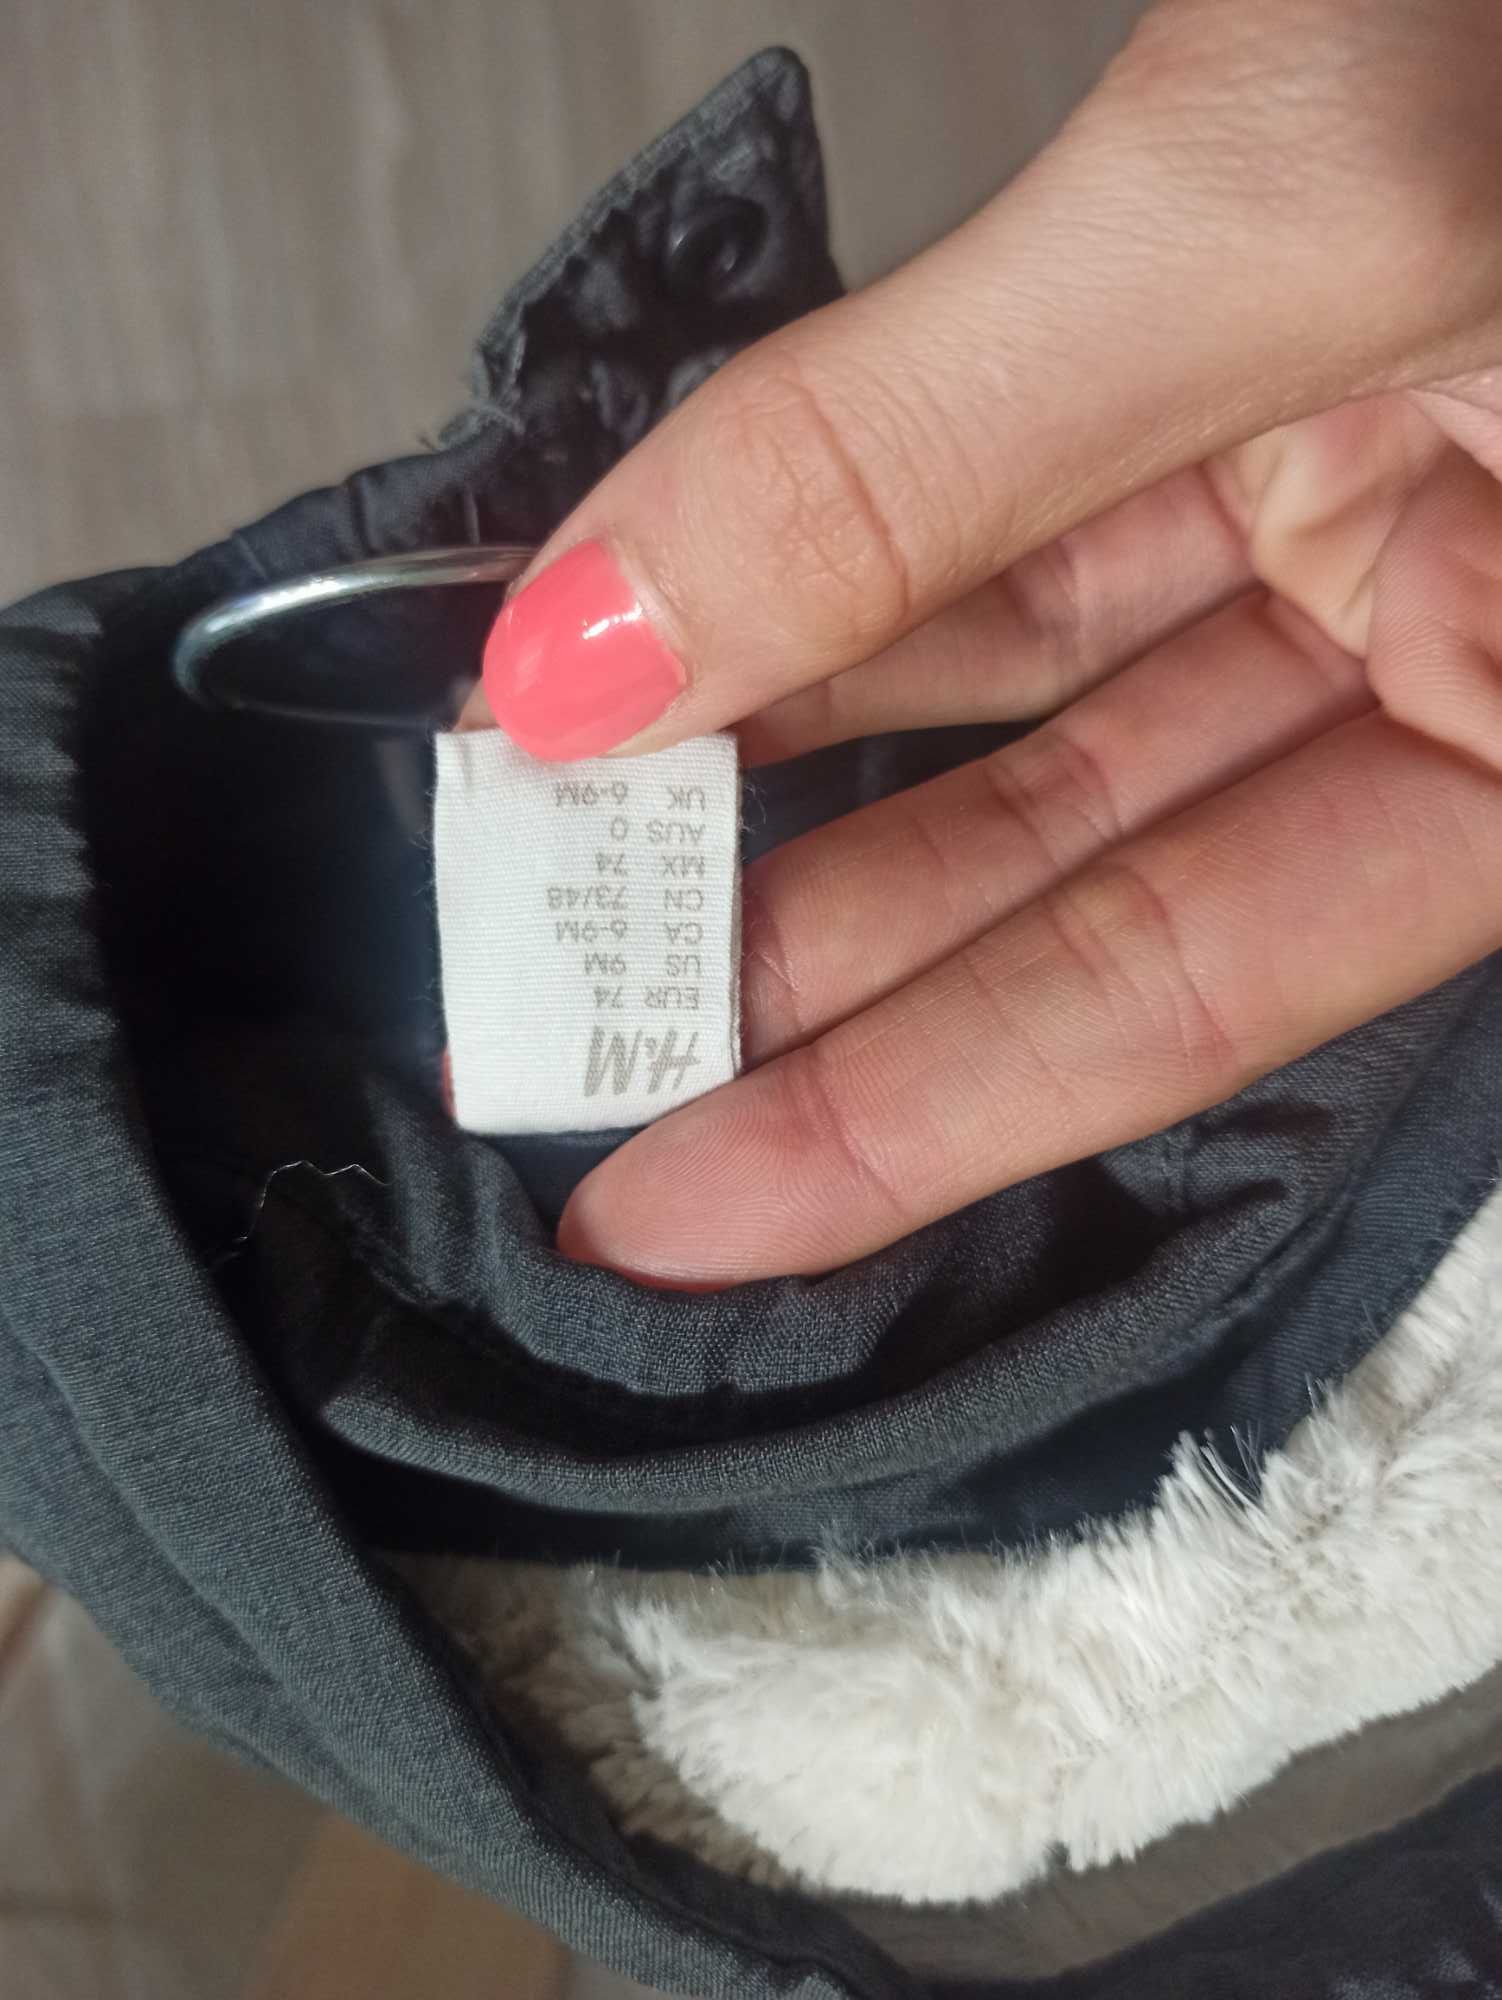 H&M
EUR 74
US 9M
CA 6-9M
CN 73/48
MX 74
AUS 0
UK 6-9M